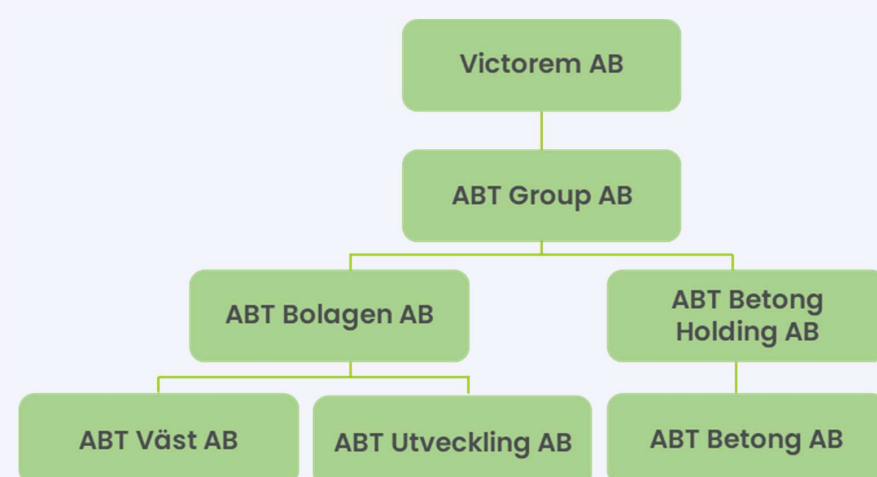 Victorem AB
ABT Group AB
ABT Bolagen AB
ABT Betong
Holding AB
ABT Väst AB
ABT Utveckling AB
ABT Betong AB